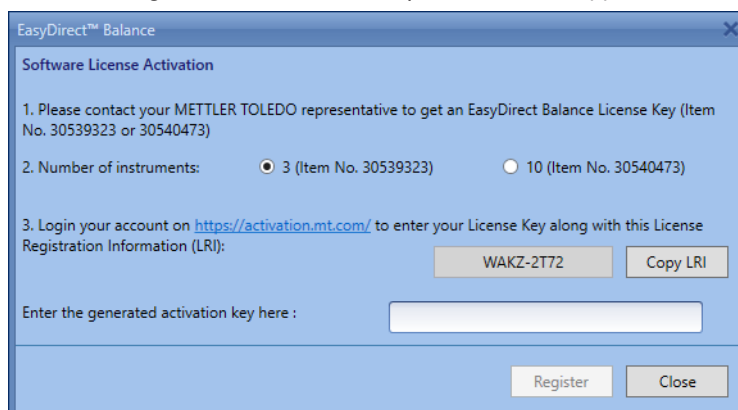 EasyDirect™ Balance
Software License Activation
1. Please contact your METTLER TOLEDO representative to get an EasyDirect Balance License Key (Item
No. 30539323 or 30540473)
2. Number of instruments: 3 (Item No. 30539323) 10 (Item No. 30540473)
3. Login your account on https://activation.mt.com/ to enter your License Key along with this License
Registration Information (LRI):
WAKZ-2T72 Copy LRI
Enter the generated activation key here :
Register Close